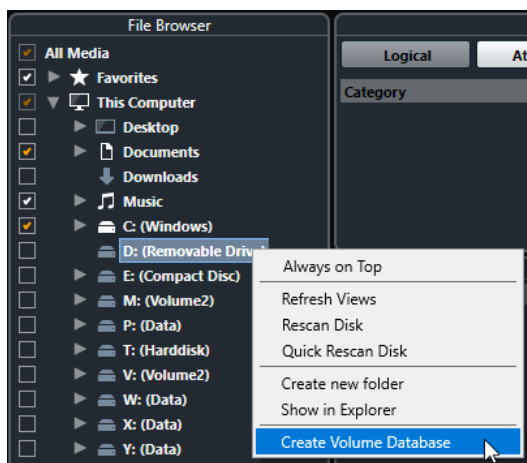 File Browser
All Media
Favorites
This Computer
Desktop
Documents
Downloads
Music
C: (Windows)
D: (Removable Driv
E: (Compact Disc)
M: (Volume2)
P: (Data)
T: (Harddisk)
V: (Volume2)
W: (Data)
X: (Data)
Y: (Data)
Logical
At
Category
Always on Top
Refresh Views
Rescan Disk
Quick Rescan Disk
Create new folder
Show in Explorer
Create Volume Database